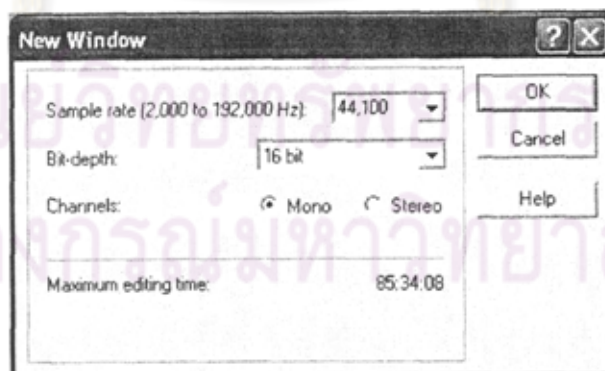 New Window
Sample rate (2,000 to 192,000 Hz): 44,100
Bit-depth: 16 bit
Channels: Mono Stereo
Maximum editing time: 85:34:08
OK
Cancel
Help